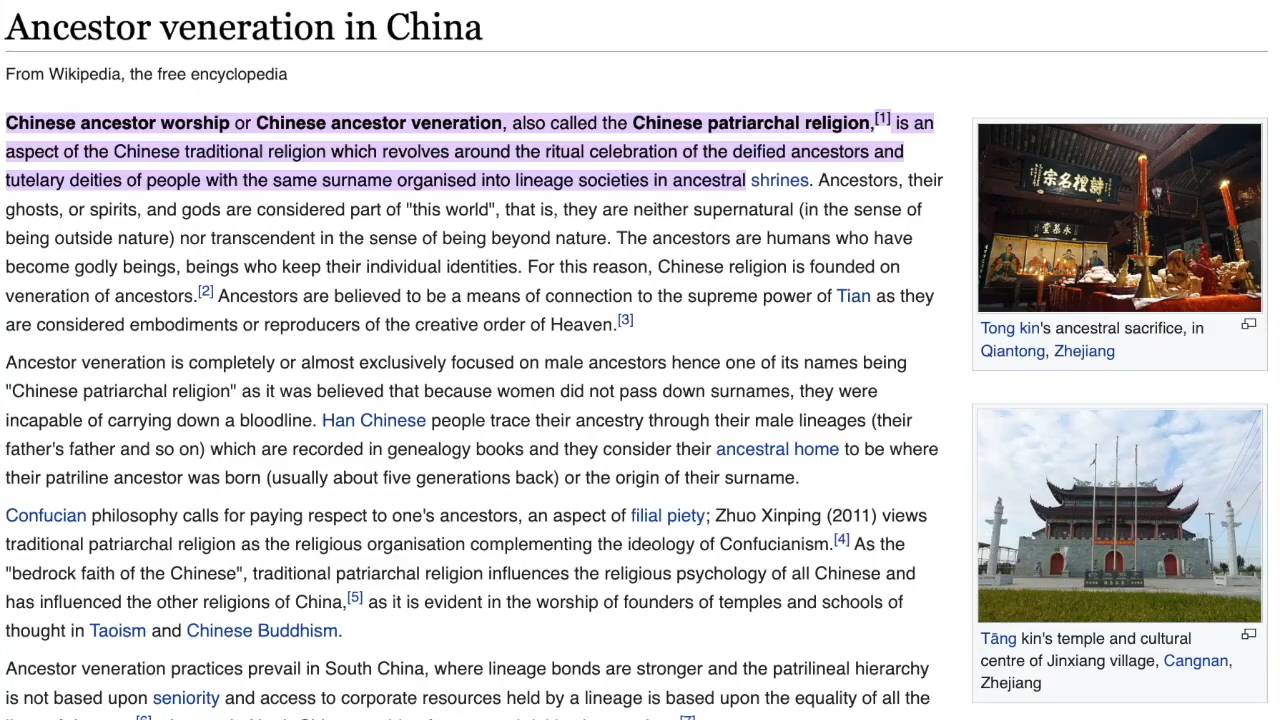 Ancestor veneration in China
From Wikipedia, the free encyclopedia
Chinese ancestor worship or Chinese ancestor veneration, also called the Chinese patriarchal religion,[1] is an
aspect of the Chinese traditional religion which revolves around the ritual celebration of the deified ancestors and
tutelary deities of people with the same surname organised into lineage societies in ancestral shrines. Ancestors, their
ghosts, or spirits, and gods are considered part of "this world", that is, they are neither supernatural (in the sense of
being outside nature) nor transcendent in the sense of being beyond nature. The ancestors are humans who have
become godly beings, beings who keep their individual identities. For this reason, Chinese religion is founded on
veneration of ancestors.[2] Ancestors are believed to be a means of connection to the supreme power of Tian as they
are considered embodiments or reproducers of the creative order of Heaven.[3]
Ancestor veneration is completely or almost exclusively focused on male ancestors hence one of its names being
"Chinese patriarchal religion" as it was believed that because women did not pass down surnames, they were
incapable of carrying down a bloodline. Han Chinese people trace their ancestry through their male lineages (their
father's father and so on) which are recorded in genealogy books and they consider their ancestral home to be where
their patriline ancestor was born (usually about five generations back) or the origin of their surname.
Confucian philosophy calls for paying respect to one's ancestors, an aspect of filial piety; Zhuo Xinping (2011) views
traditional patriarchal religion as the religious organisation complementing the ideology of Confucianism.[4] As the
"bedrock faith of the Chinese", traditional patriarchal religion influences the religious psychology of all Chinese and
has influenced the other religions of China,[5] as it is evident in the worship of founders of temples and schools of
thought in Taoism and Chinese Buddhism.
Ancestor veneration practices prevail in South China, where lineage bonds are stronger and the patrilineal hierarchy
is not based upon seniority and access to corporate resources held by a lineage is based upon the equality of all the
[6] [7]
宗名禮詩
堂慕永
Tong kin's ancestral sacrifice, in
Qiantong, Zhejiang
Tāng kin's temple and cultural
centre of Jinxiang village, Cangnan,
Zhejiang